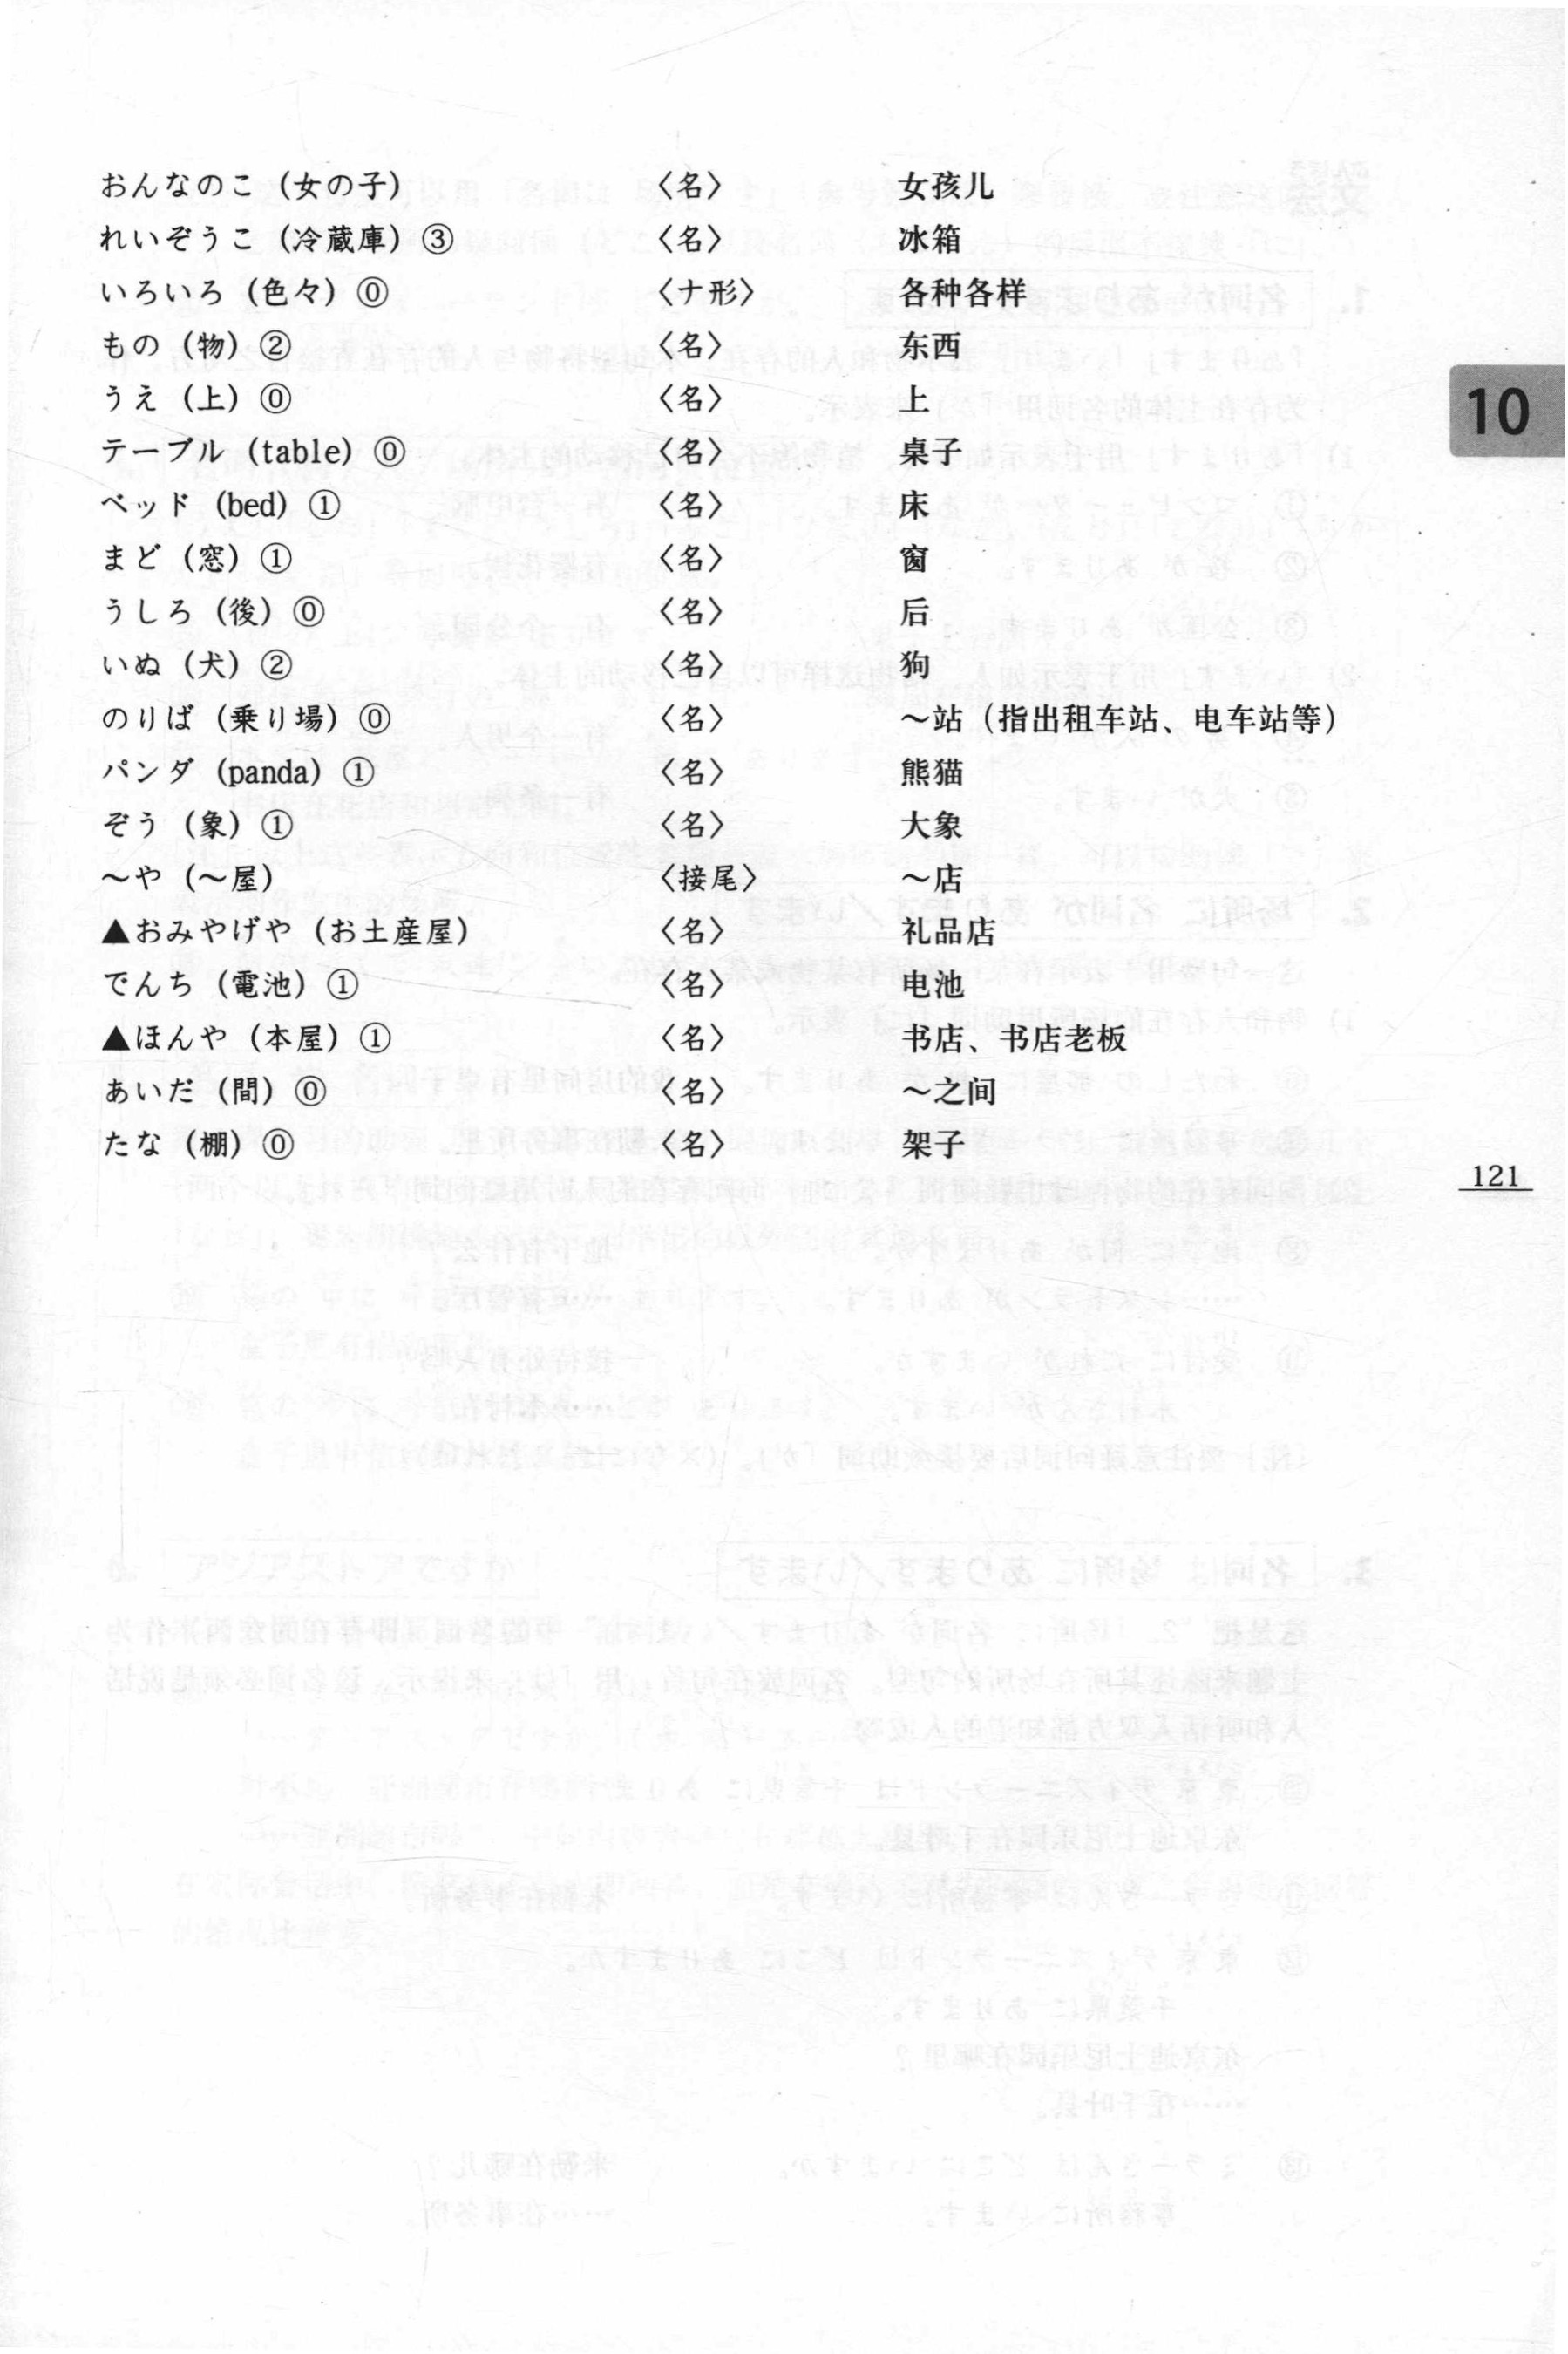 おんなのこ（女の子） 〈名〉 女孩儿
れいぞうこ（冷蔵庫）③ 〈名〉 冰箱
いろいろ（色々）⓪ 〈ナ形〉 各种各样
もの（物）② 〈名〉 东西
うえ（上）⓪ 〈名〉 上
10
テーブル（table）⓪ 〈名〉 桌子
ベッド（bed）① 〈名〉 床
まど（窓）① 〈名〉 窗
うしろ（後）⓪ 〈名〉 后
いぬ（犬）② 〈名〉 狗
のりば（乗り場）⓪ 〈名〉 ～站（指出租车站、电车站等）
パンダ（panda）① 〈名〉 熊猫
ぞう（象）① 〈名〉 大象
～や（～屋） 〈接尾〉 ～店
▲おみやげや（お土産屋） 〈名〉 礼品店
でんち（電池）① 〈名〉 电池
▲ほんや（本屋）① 〈名〉 书店、书店老板
あいだ（間）⓪ 〈名〉 ～之间
たな（棚）⓪ 〈名〉 架子
121